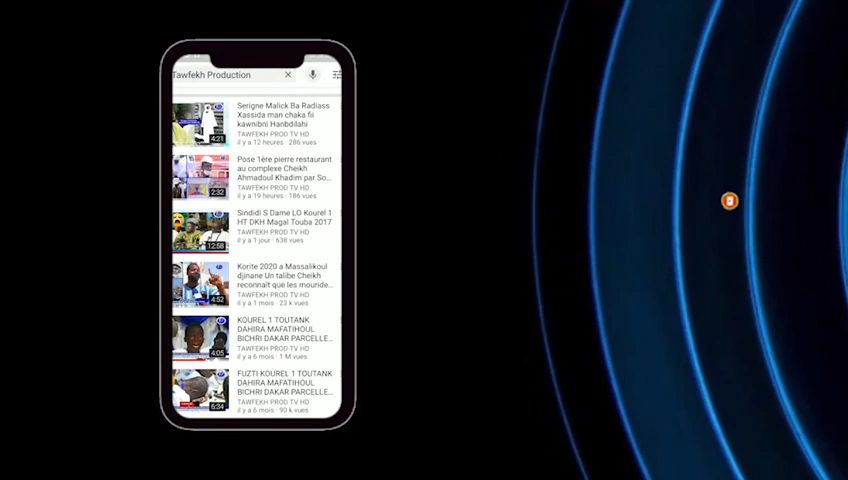 Tawfekh Production
Serigne Malick Ba Radiass
Xassida man chaka fii
kawnibni Hanbdilahi
TAWFEKH PROD TV HD
il y a 12 heures · 286 vues
4:21
Pose 1ère pierre restaurant
au complexe Cheikh
Ahmadoul Khadim par So...
TAWFEKH PROD TV HD
il y a 19 heures · 186 vues
2:32
Sindidi S Dame LO Kourel 1
HT DKH Magal Touba 2017
TAWFEKH PROD TV HD
il y a 1 jour · 638 vues
12:58
Korite 2020 a Massalikoul
djinane Un talibe Cheikh
reconnaît que les mouride...
TAWFEKH PROD TV HD
il y a 1 mois · 23 k vues
4:52
KOUREL 1 TOUTANK
DAHIRA MAFATIHOUL
BICHRI DAKAR PARCELLE...
TAWFEKH PROD TV HD
il y a 6 mois · 1 M vues
4:05
FUZTI KOUREL 1 TOUTANK
DAHIRA MAFATIHOUL
BICHRI DAKAR PARCELLE...
TAWFEKH PROD TV HD
il y a 6 mois · 90 k vues
6:34